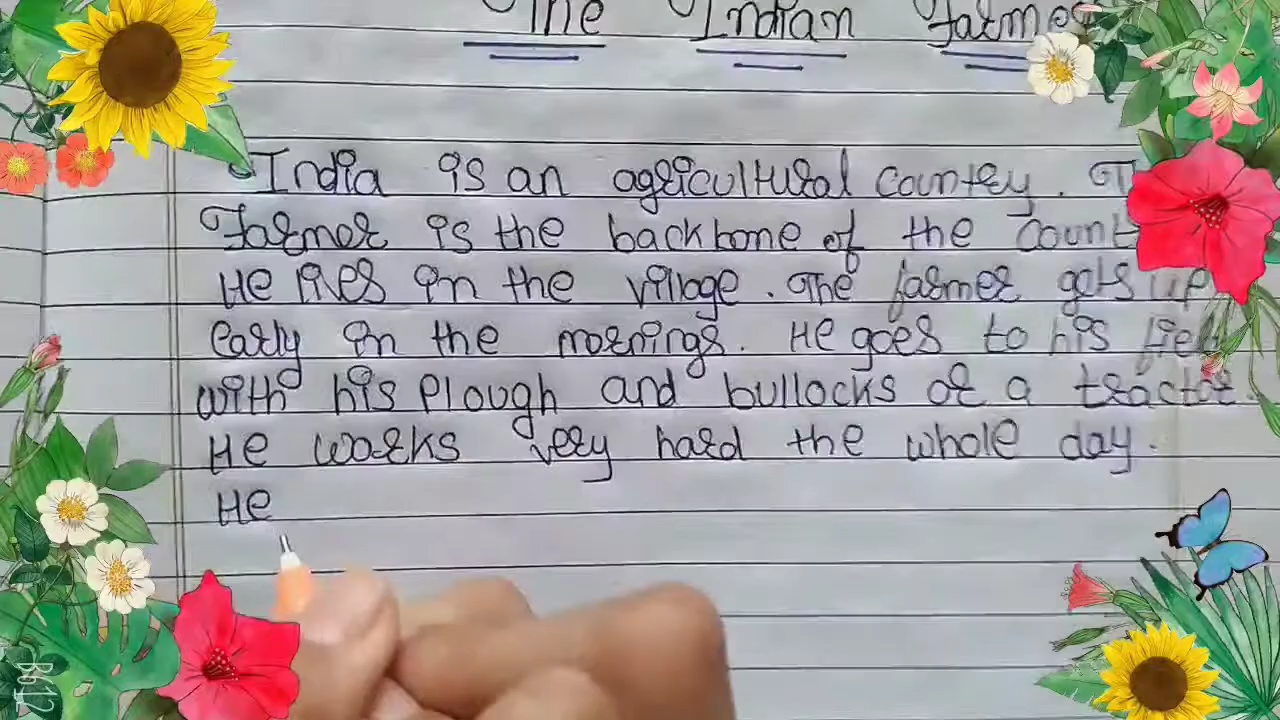 The Indian Farmer
India is an agricultural country. The
Farmer is the backbone of the
He lives in the village. The farmer gets up
early in the mornings. He goes to his
with his plough and bullocks or a tractor.
He works very hard the whole day.
He
B612